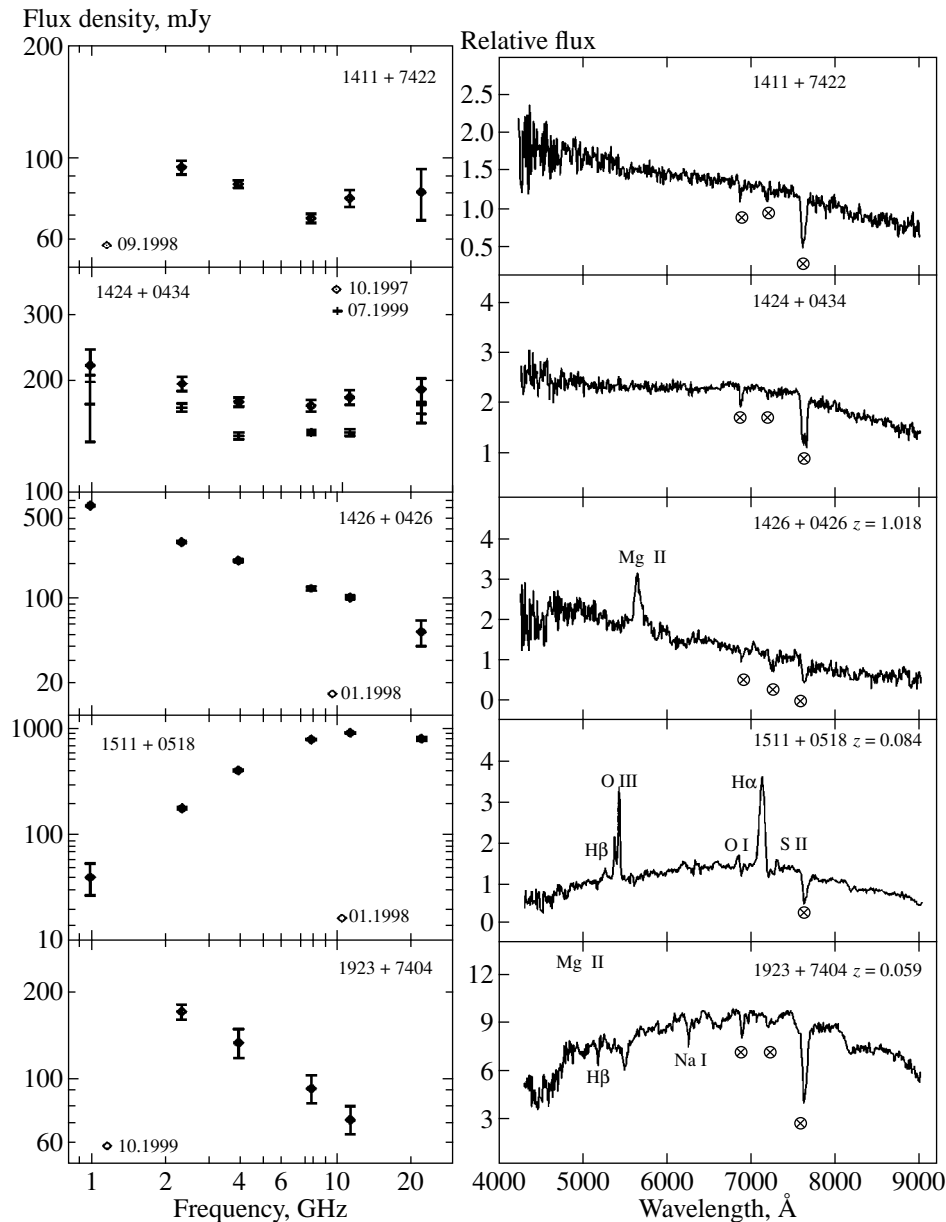 Flux density, mJy
200
100
60
1411 + 7422
09.1998
300
200
100
1424 + 0434
10.1997
07.1999
500
100
20
1426 + 0426
01.1998
1000
100
10
1511 + 0518
01.1998
200
100
60
1923 + 7404
10.1999
1 2 3 4 6 10 20
Frequency, GHz
Relative flux
2.5
2.0
1.5
1.0
0.5
1411 + 7422
4
3
2
1
1424 + 0434
4
3
2
1
0
1426 + 0426 z = 1.018
Mg II
4
3
2
1
0
1511 + 0518 z = 0.084
O III
Hα
Hβ
O I
S II
12
9
6
3
Mg II
1923 + 7404 z = 0.059
Hβ
Na I
4000 5000 6000 7000 8000 9000
Wavelength, Å